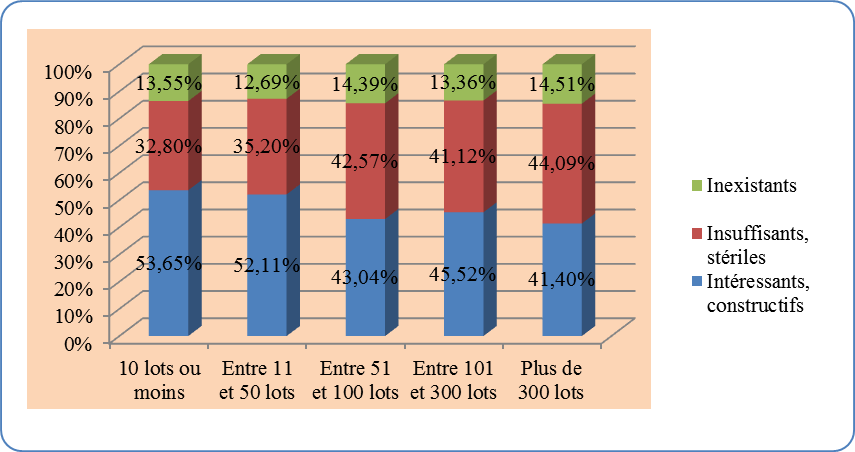 100%
90%
80%
70%
60%
50%
40%
30%
20%
10%
0%
13,55% 12,69% 14,39% 13,36% 14,51%
32,80% 35,20% 42,57% 41,12% 44,09%
53,65% 52,11% 43,04% 45,52% 41,40%
10 lots ou moins
Entre 11 et 50 lots
Entre 51 et 100 lots
Entre 101 et 300 lots
Plus de 300 lots
Inexistants
Insuffisants,
stériles
Intéressants,
constructifs